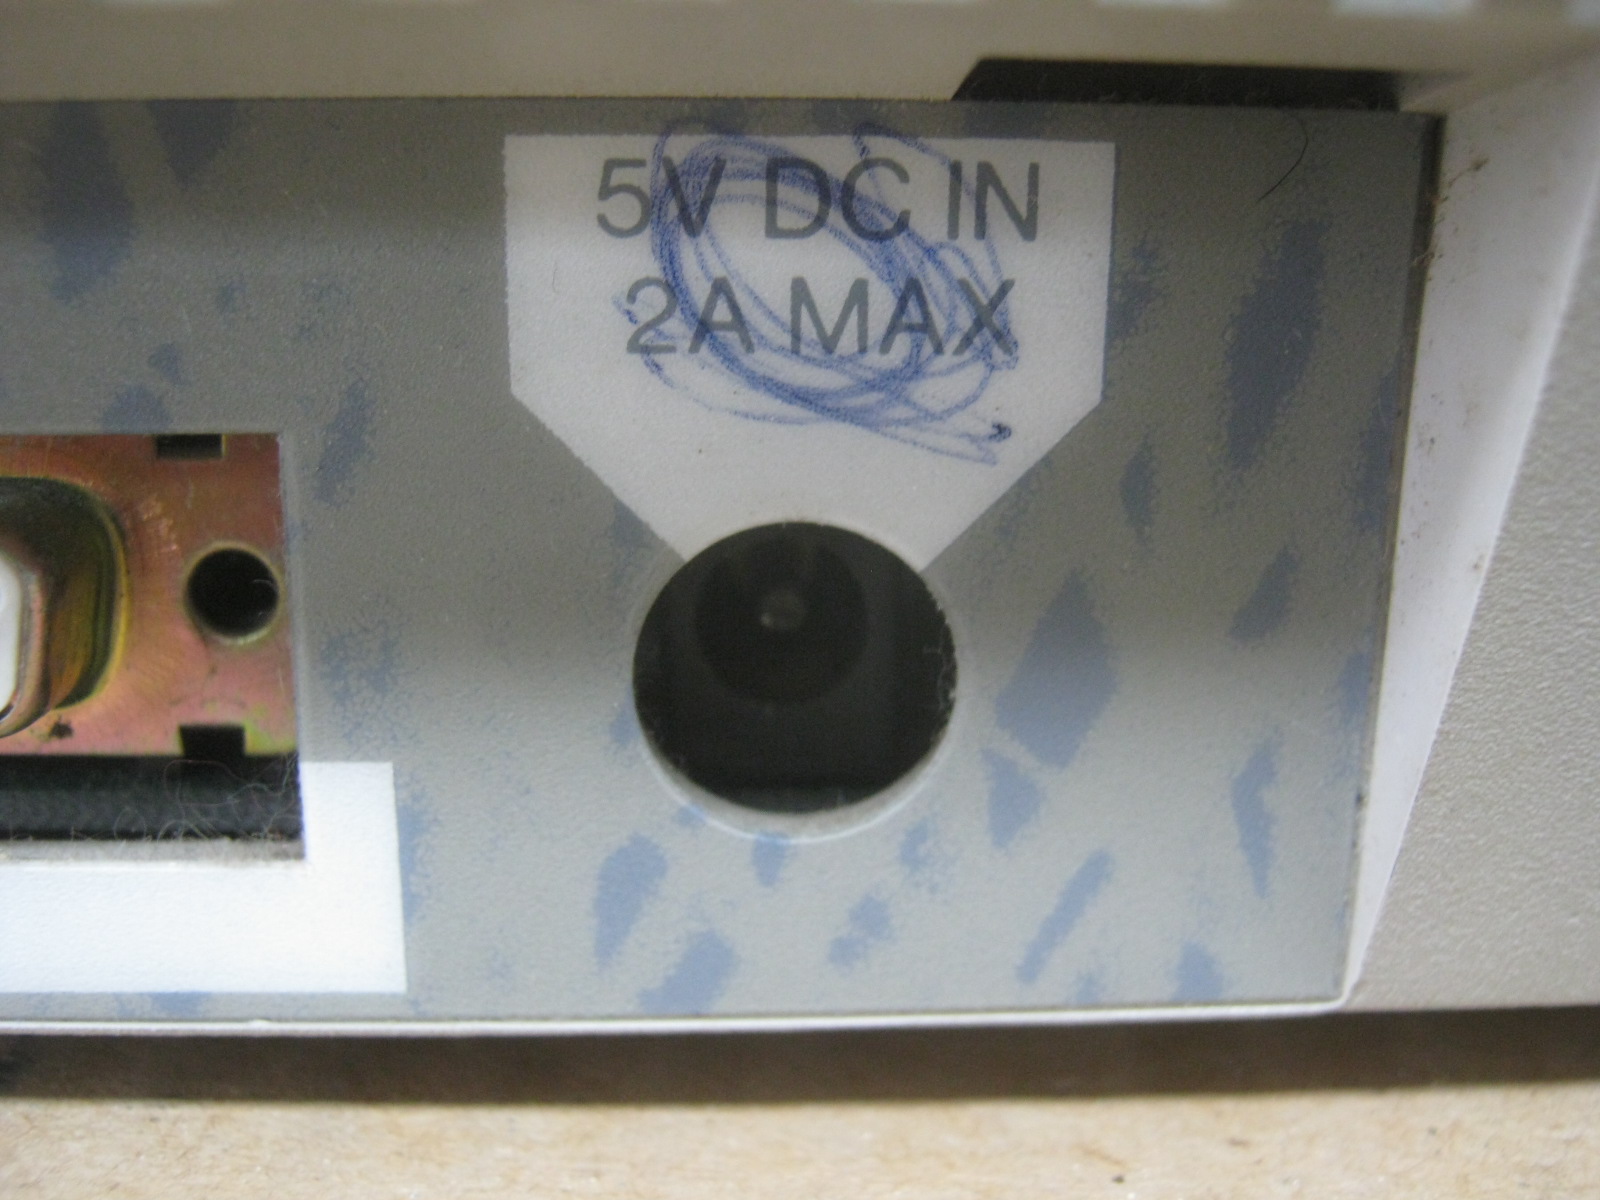 5V DC IN
2A MAX